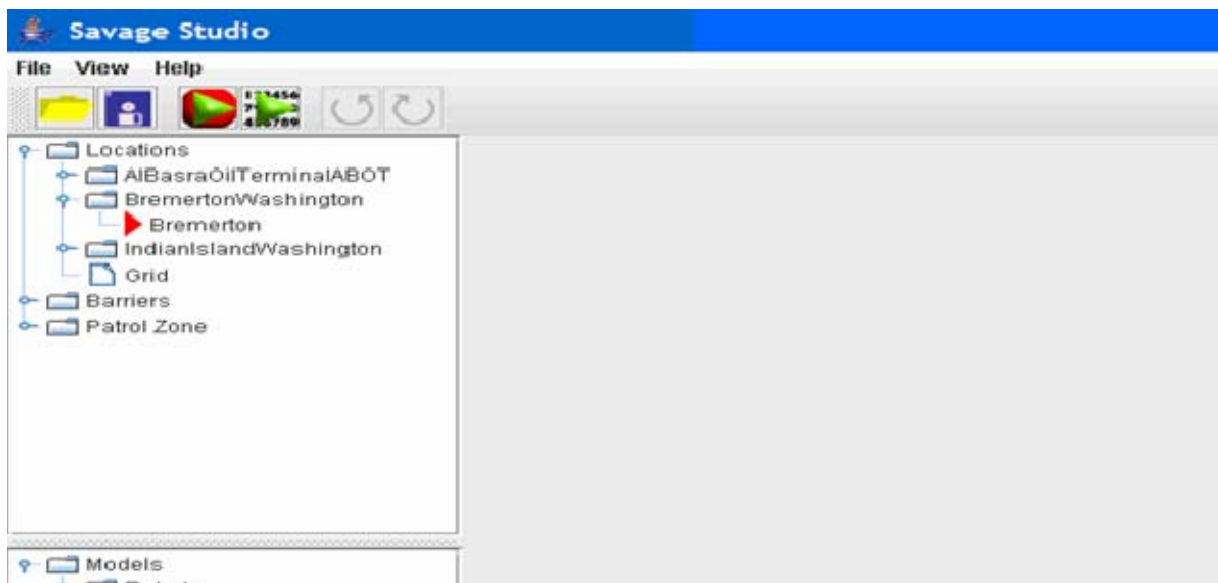 Savage Studio
File View Help
Locations
AlBasraOilTerminalABOT
BremertonWashington
Bremerton
IndianIslandWashington
Grid
Barriers
Patrol Zone
Models